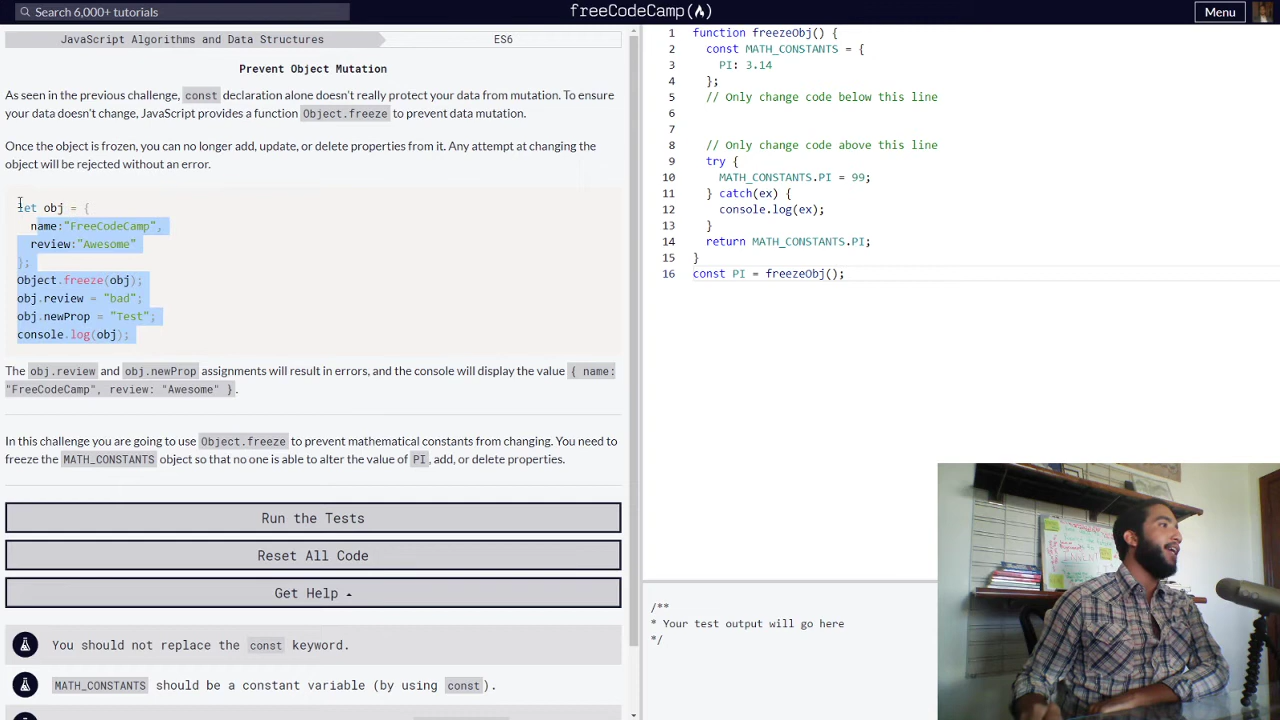 Search 6,000+ tutorials
freeCodeCamp
Menu
JavaScript Algorithms and Data Structures
ES6
Prevent Object Mutation
As seen in the previous challenge, const declaration alone doesn't really protect your data from mutation. To ensure
your data doesn't change, JavaScript provides a function Object.freeze to prevent data mutation.
Once the object is frozen, you can no longer add, update, or delete properties from it. Any attempt at changing the
object will be rejected without an error.
let obj = {
name:"FreeCodeCamp",
review:"Awesome"
};
Object.freeze(obj);
obj.review = "bad";
obj.newProp = "Test";
console.log(obj);
The obj.review and obj.newProp assignments will result in errors, and the console will display the value { name:
"FreeCodeCamp", review: "Awesome" }.
In this challenge you are going to use Object.freeze to prevent mathematical constants from changing. You need to
freeze the MATH_CONSTANTS object so that no one is able to alter the value of PI, add, or delete properties.
Run the Tests
Reset All Code
Get Help
You should not replace the const keyword.
MATH_CONSTANTS should be a constant variable (by using const).
1 function freezeObj() {
2 const MATH_CONSTANTS = {
3 PI: 3.14
4 };
5 // Only change code below this line
6
7
8 // Only change code above this line
9 try {
10 MATH_CONSTANTS.PI = 99;
11 } catch(ex) {
12 console.log(ex);
13 }
14 return MATH_CONSTANTS.PI;
15 }
16 const PI = freezeObj();
/**
* Your test output will go here
*/